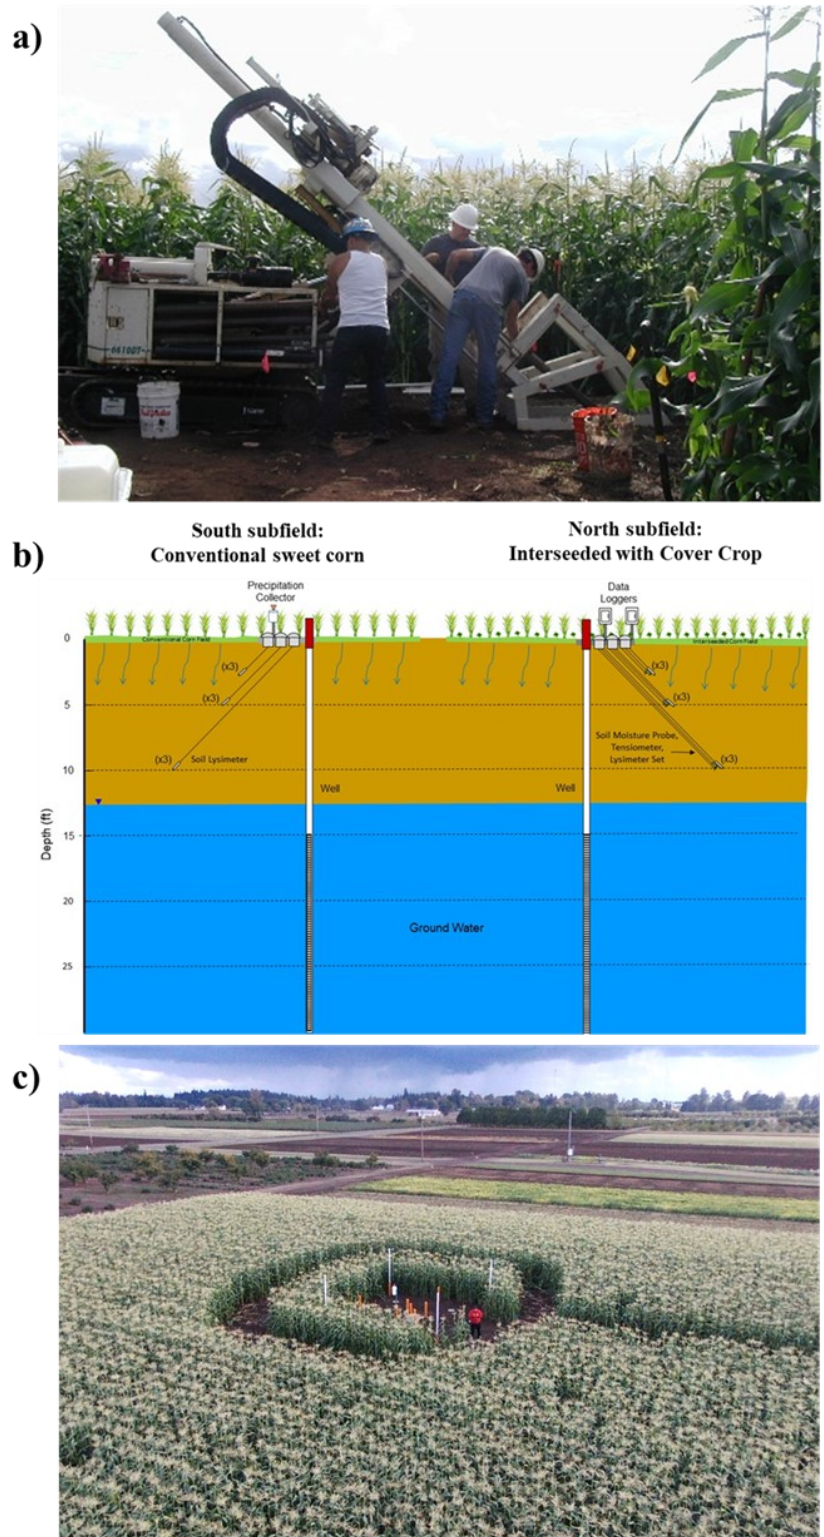 a)
06100T
b)
South subfield:
Conventional sweet corn
North subfield:
Interseeded with Cover Crop
Precipitation
Collector
Data
Loggers
Conventional Corn Field
Interseeded Corn Field
0
(x3)
(x3)
5
(x3)
(x3)
(x3)
Soil Lysimeter
Soil Moisture Probe,
Tensiometer,
Lysimeter Set
(x3)
10
Well
Well
Depth (ft)
15
20
Ground Water
25
c)